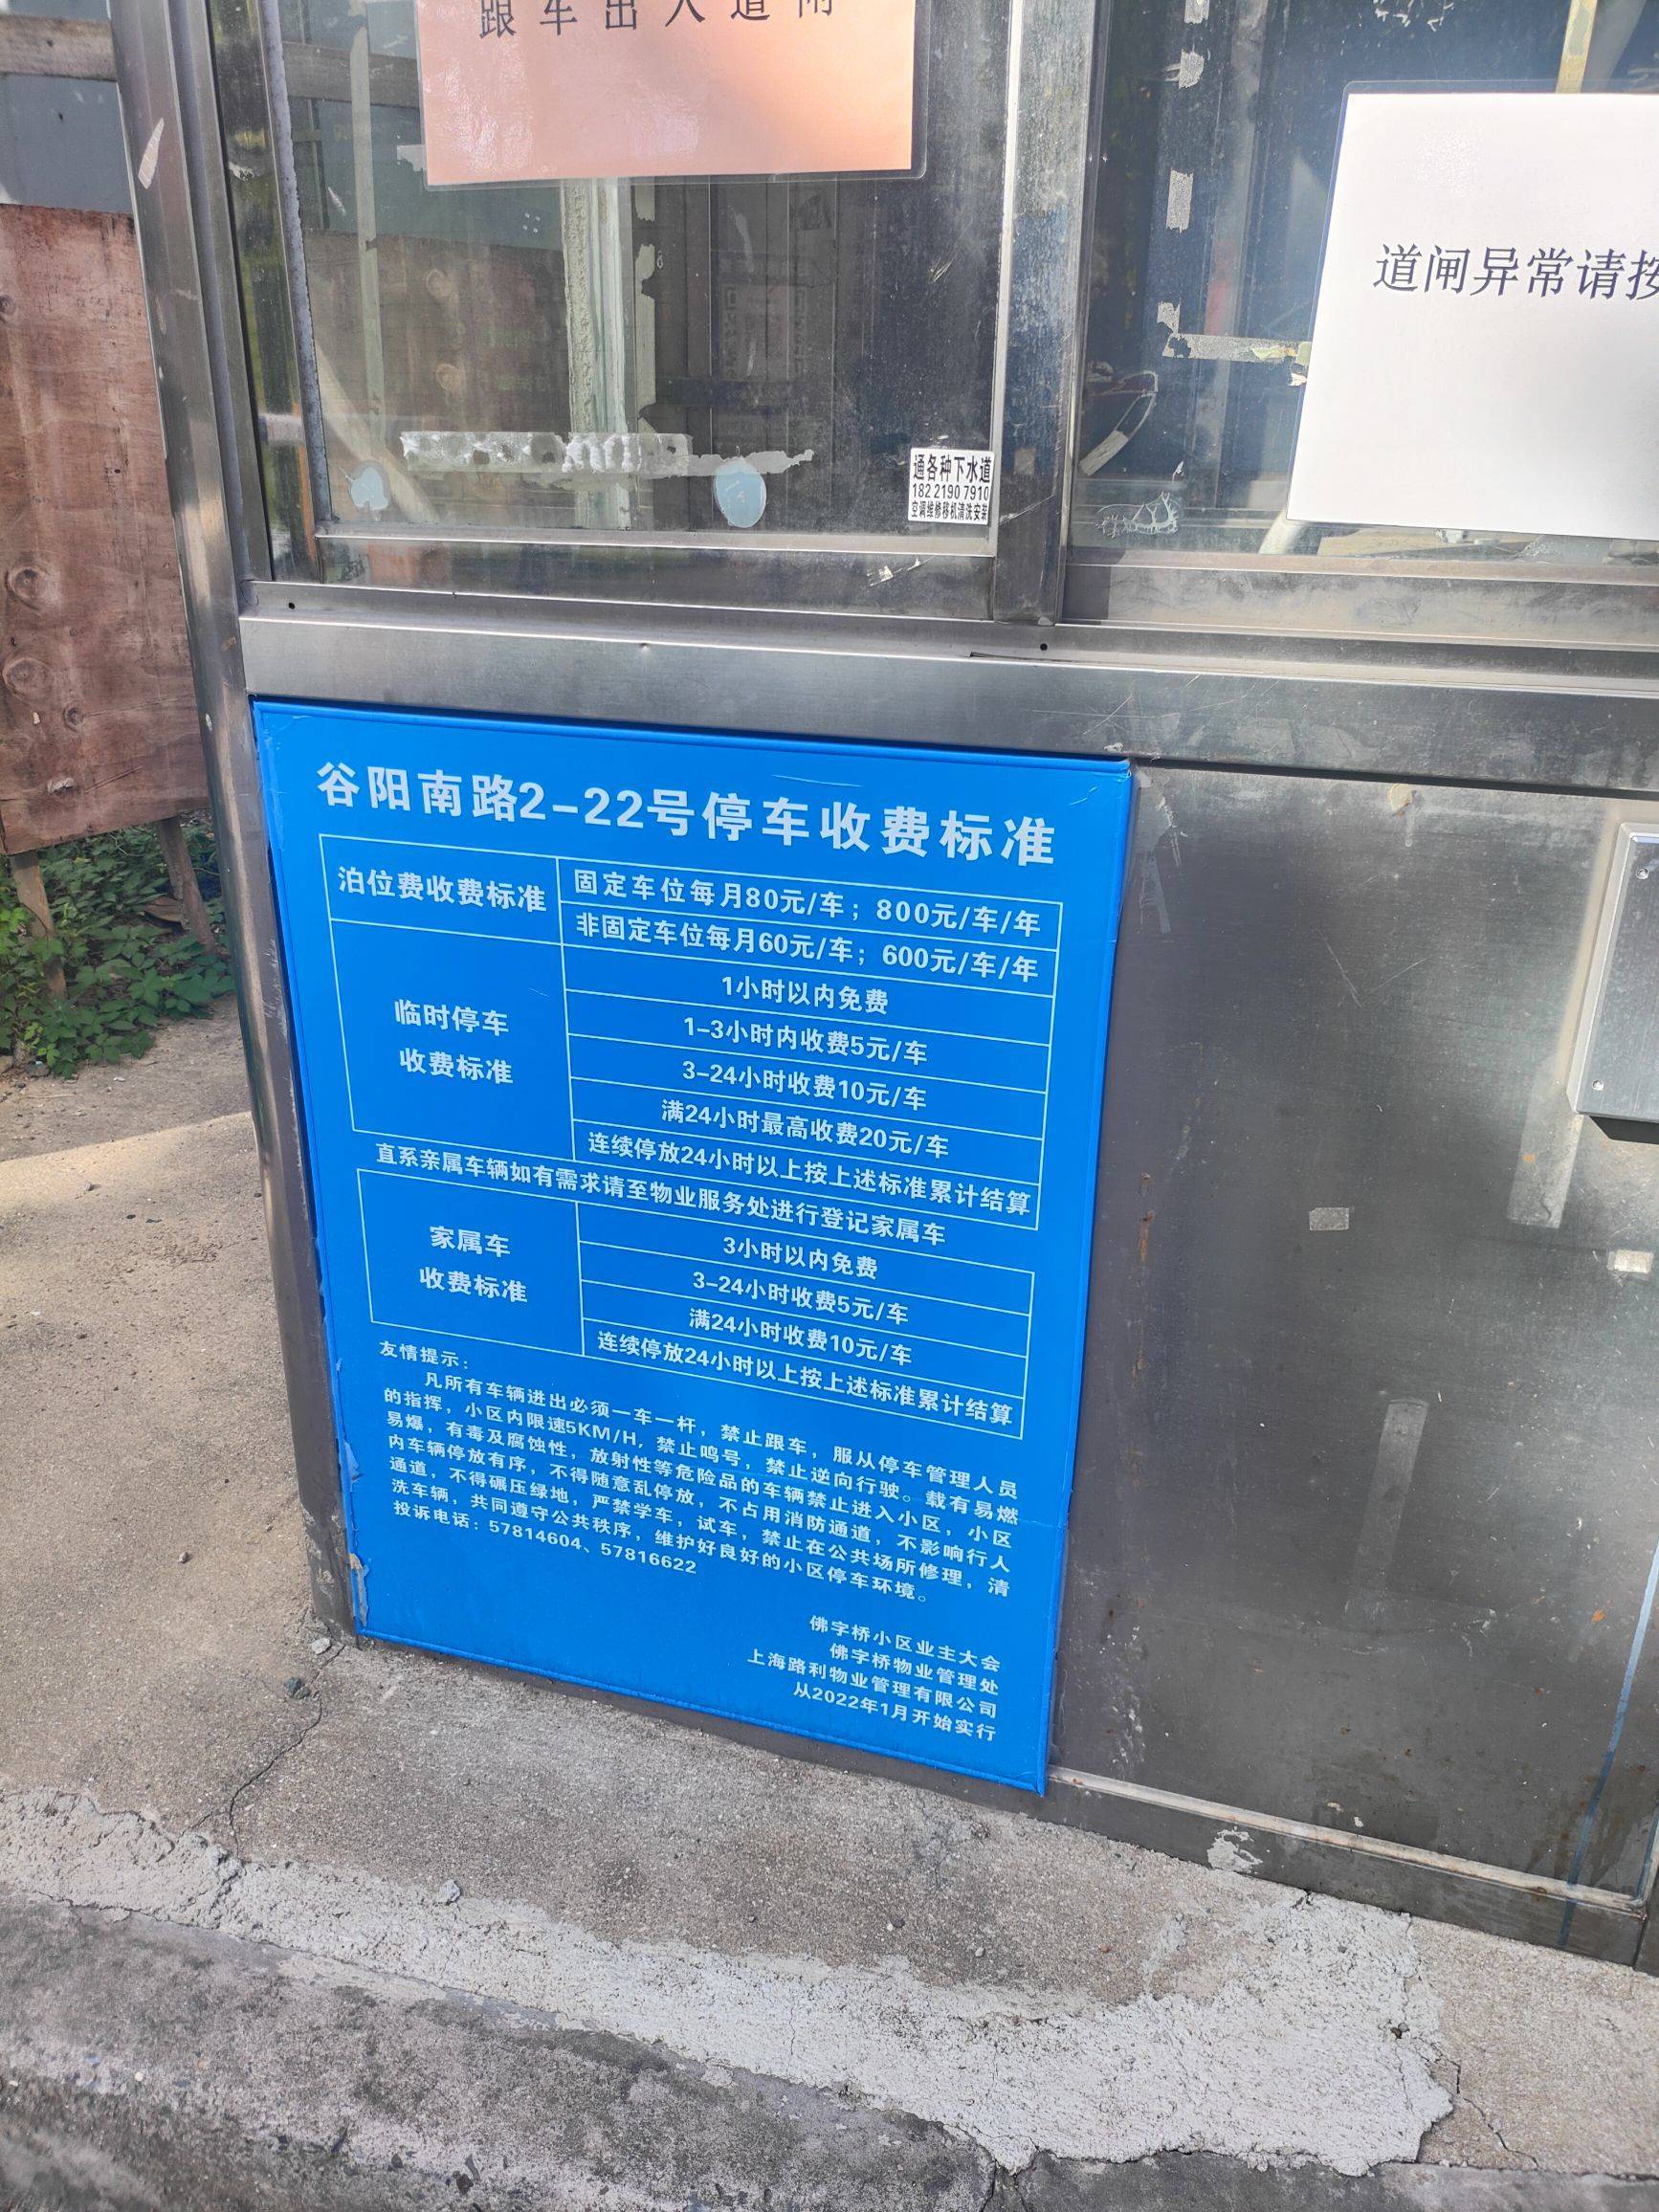 跟车出入道闸
道闸异常请按
通各种下水道
182 2190 7910
空调维修移机清洗安装
谷阳南路2-22号停车收费标准
泊位费收费标准
固定车位每月80元/车；800元/车/年
非固定车位每月60元/车；600元/车/年
临时停车
收费标准
1小时以内免费
1-3小时内收费5元/车
3-24小时收费10元/车
满24小时最高收费20元/车
连续停放24小时以上按上述标准累计结算
直系亲属车辆如有需求请至物业服务处进行登记家属车
家属车
收费标准
3小时以内免费
3-24小时收费5元/车
满24小时收费10元/车
连续停放24小时以上按上述标准累计结算
友情提示：
凡所有车辆进出必须一车一杆，禁止跟车，服从停车管理人员
的指挥，小区内限速5KM/H，禁止鸣号，禁止逆向行驶。载有易燃
易爆，有毒及腐蚀性，放射性等危险品的车辆禁止进入小区，小区
内车辆停放有序，不得随意乱停放，不占用消防通道，不影响行人
通道，不得碾压绿地，严禁学车，试车，禁止在公共场所修理，清
洗车辆，共同遵守公共秩序，维护好良好的小区停车环境。
投诉电话：57814604、57816622
佛字桥小区业主大会
佛字桥物业管理处
上海路利物业管理有限公司
从2022年1月开始实行